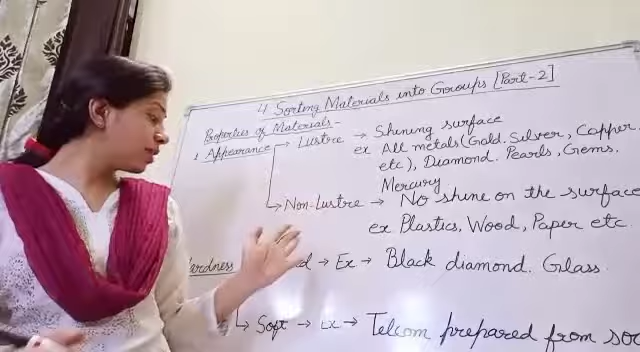 4 Sorting Materials into Groups [Part-2]
Properties of Materials-
1 Appearance → Lustre → Shining surface
ex All metals (Gold. Silver, Copper,
etc), Diamond. Pearls, Gems,
Mercury
→ Non-Lustre → No shine on the surface
ex Plastics, Wood, Paper etc.
→ Ex → Black diamond. Glass
→ Soft → Ex → Telcom prepared from